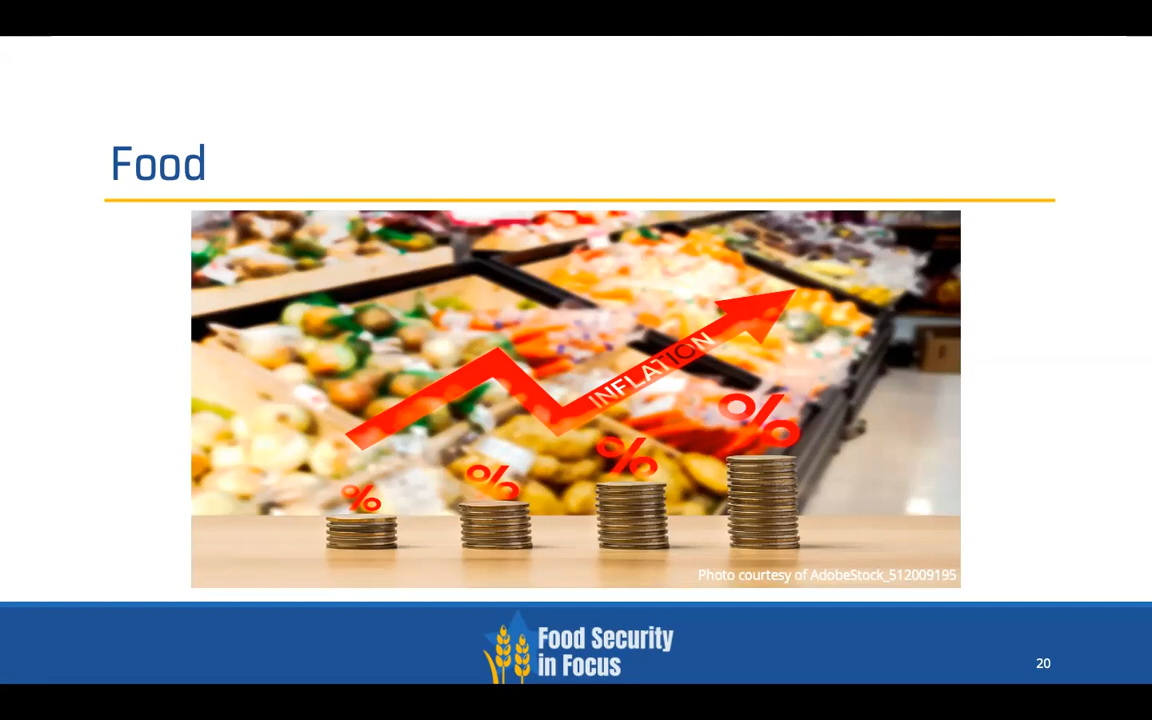 Food
INFLATION
%
%
%
%
Photo courtesy of AdobeStock_512009195
Food Security
in Focus
20